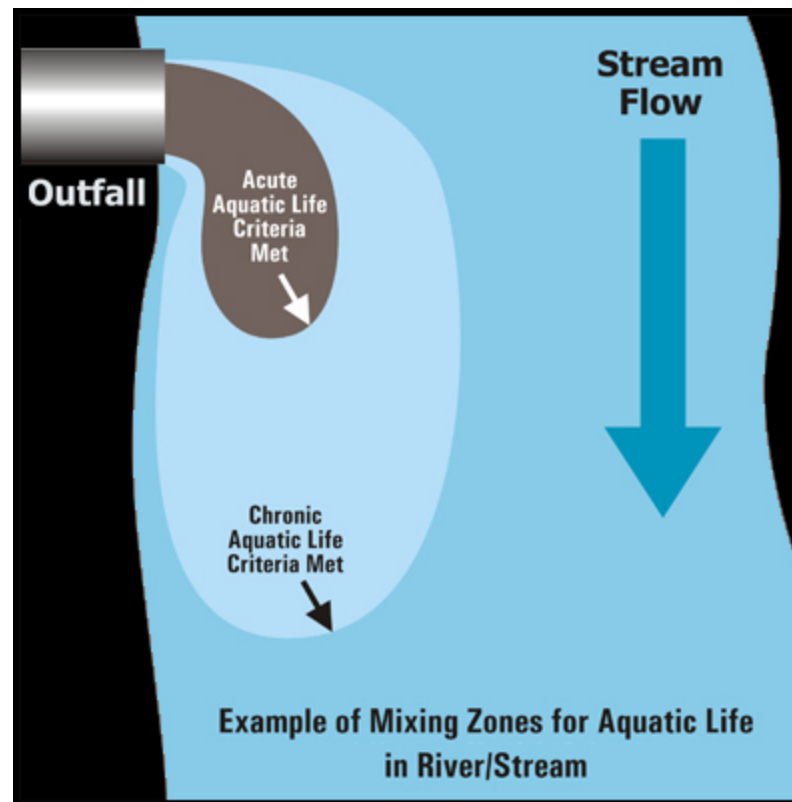 Stream
Flow
Outfall
Acute
Aquatic Life
Criteria
Met
Chronic
Aquatic Life
Criteria Met
Example of Mixing Zones for Aquatic Life
in River/Stream